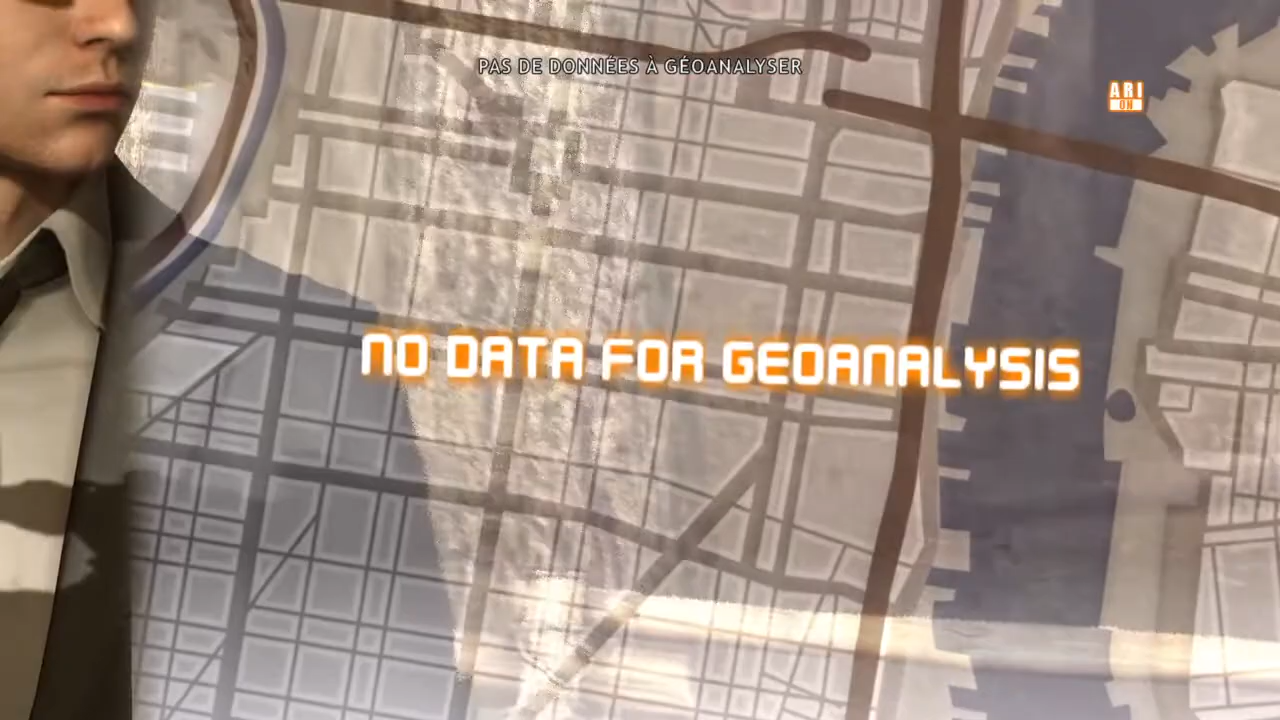 PAS DE DONNÉES À GÉOANALYSER
ARI
ON
NO DATA FOR GEOANALYSIS